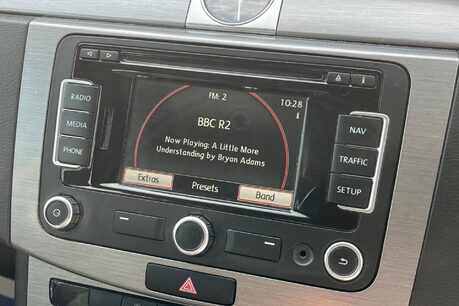 RADIO
MEDIA
PHONE
FM: 2
10:28
i
BBC R2
Now Playing: A Little More
Understanding by Bryan Adams
Extras
Presets
Band
i
NAV
TRAFFIC
SETUP